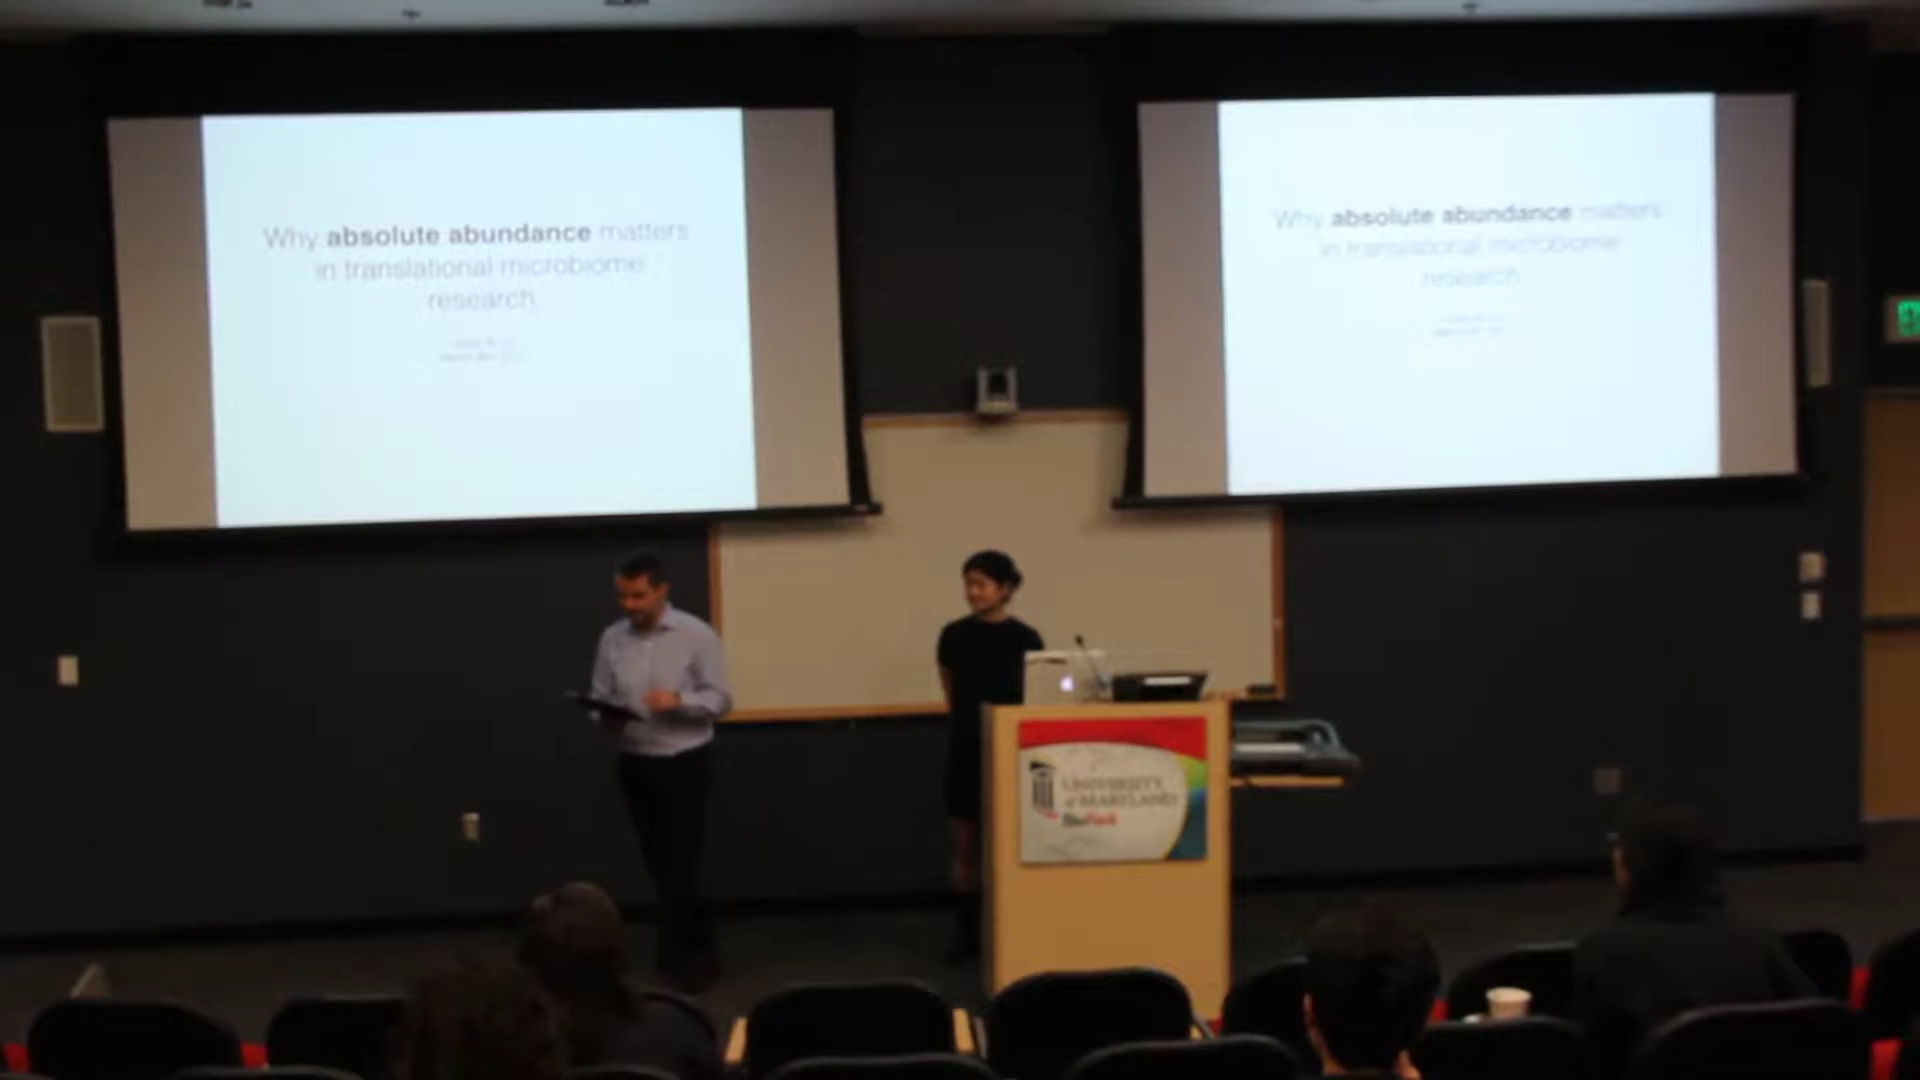 Why absolute abundance matters
in translational microbiome
research
Why absolute abundance matters
in translational microbiome
research
UNIVERSITY
of MARYLAND
BioPark